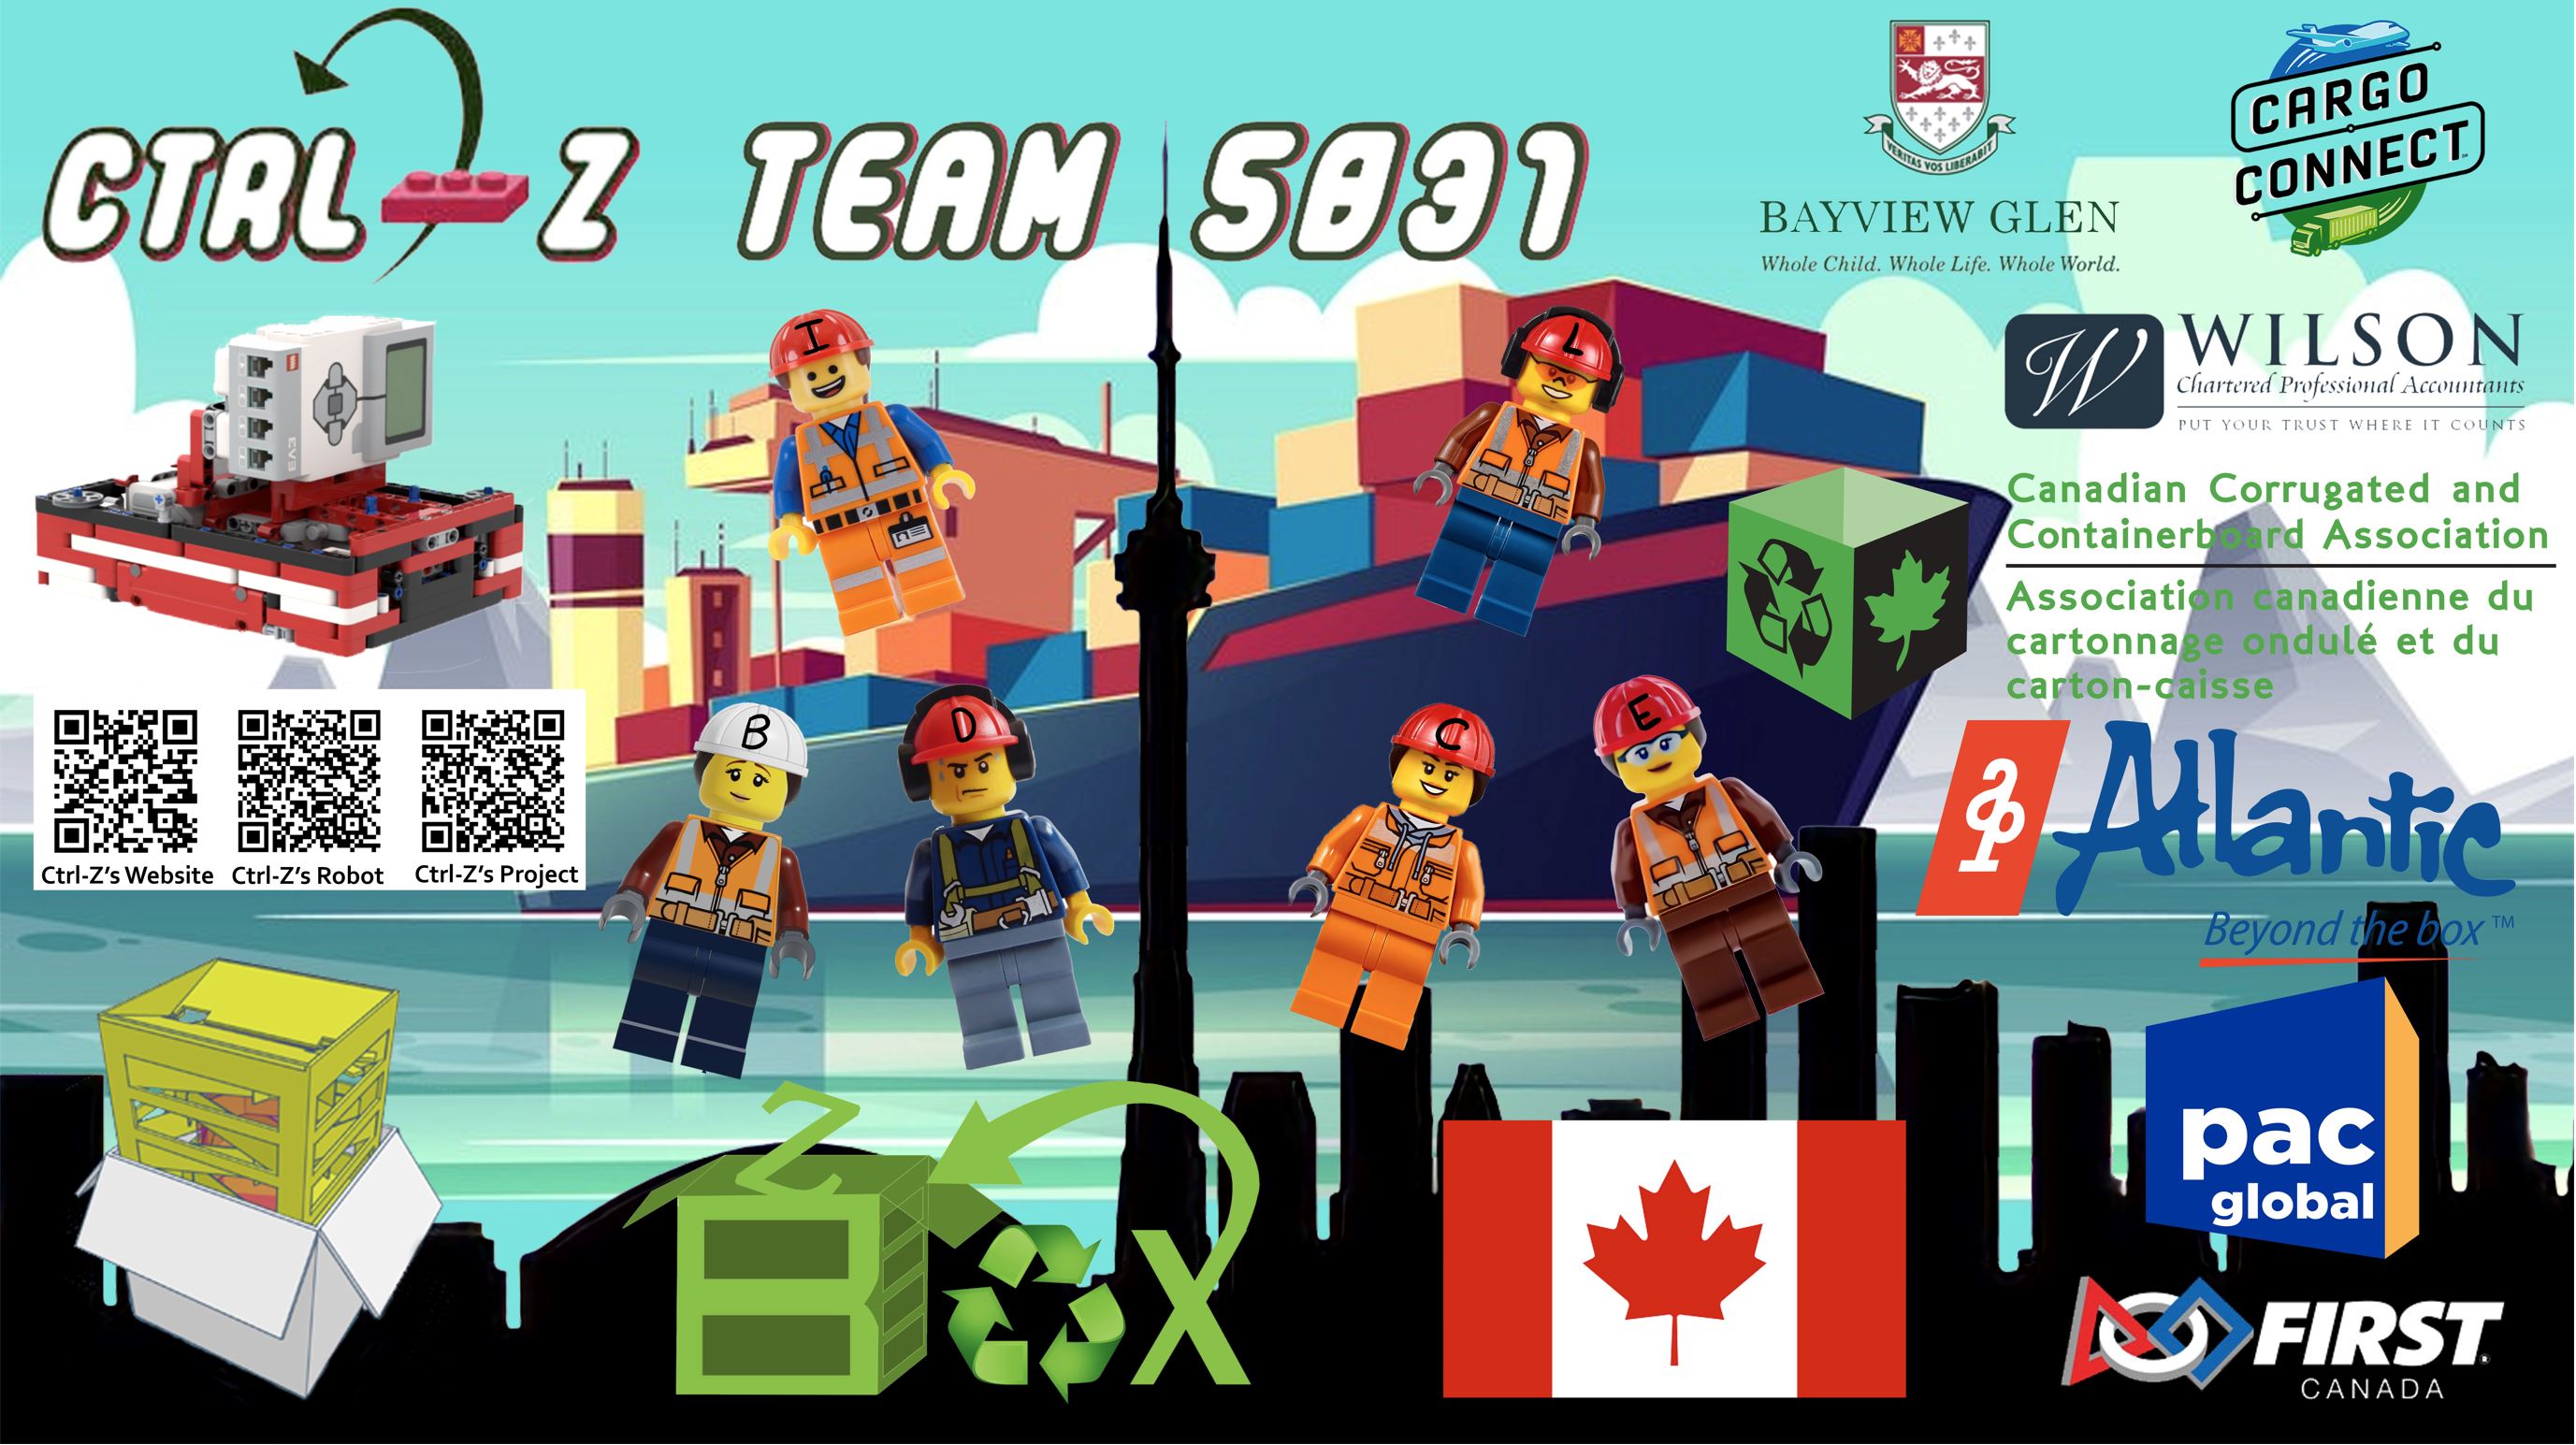 CTRL-Z TEAM 5831
VERITAS VOS LIBERABIT
BAYVIEW GLEN
Whole Child. Whole Life. Whole World.
CARGO
CONNECT
W WILSON
Chartered Professional Accountants
PUT YOUR TRUST WHERE IT COUNTS
EV3
I
L
Canadian Corrugated and
Containerboard Association
Association canadienne du
cartonnage ondulé et du
carton-caisse
B
D
C
E
Ctrl-Z's Website
Ctrl-Z's Robot
Ctrl-Z's Project
Atlantic
Beyond the box™
Z
BOX
pac
global
FIRST
CANADA